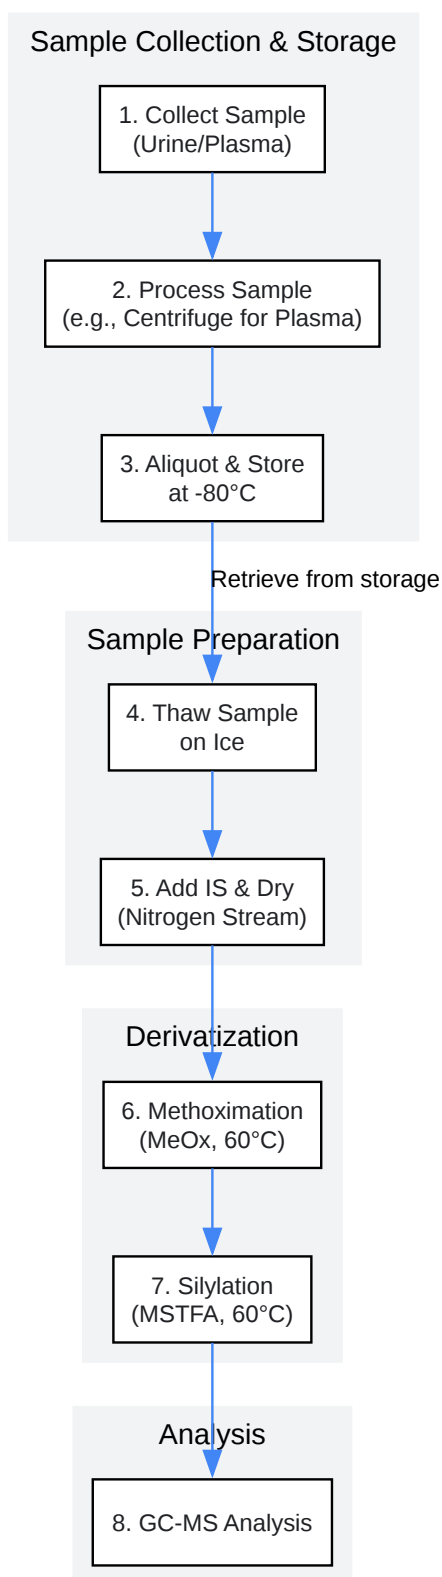 Sample Collection & Storage
1. Collect Sample
(Urine/Plasma)
2. Process Sample
(e.g., Centrifuge for Plasma)
3. Aliquot & Store
at -80°C
Retrieve from storage
Sample Preparation
4. Thaw Sample
on Ice
5. Add IS & Dry
(Nitrogen Stream)
Derivatization
6. Methoximation
(MeOx, 60°C)
7. Silylation
(MSTFA, 60°C)
Analysis
8. GC-MS Analysis